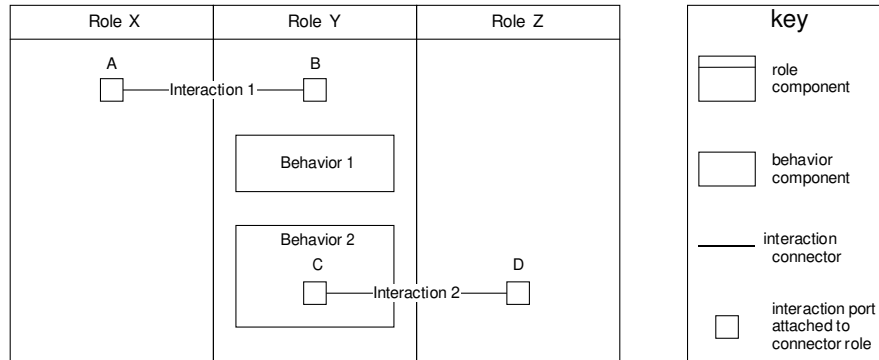 Role X
Role Y
Role Z
A
B
Interaction 1
Behavior 1
Behavior 2
C
D
Interaction 2
key
role
component
behavior
component
interaction
connector
interaction port
attached to
connector role